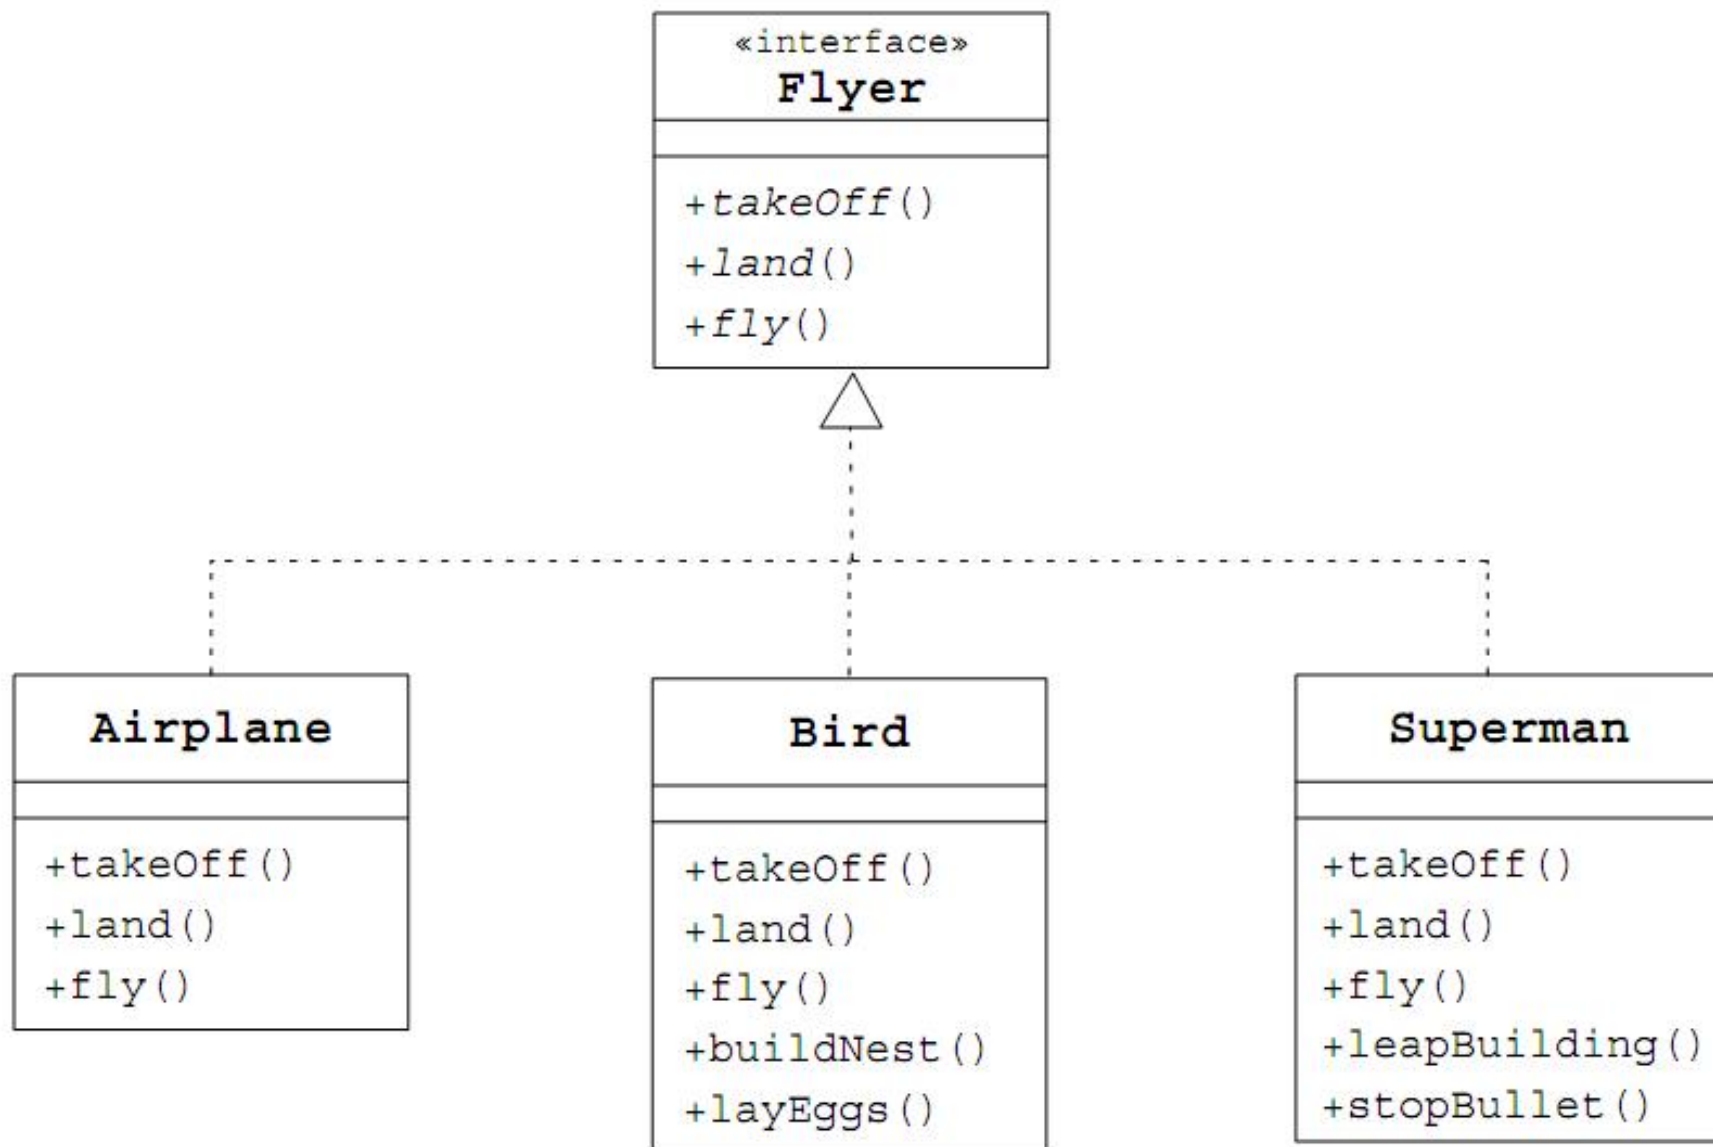 «interface»
Flyer
+takeOff()
+land()
+fly()
Airplane
+takeOff()
+land()
+fly()
Bird
+takeOff()
+land()
+fly()
+buildNest()
+layEggs()
Superman
+takeOff()
+land()
+fly()
+leapBuilding()
+stopBullet()